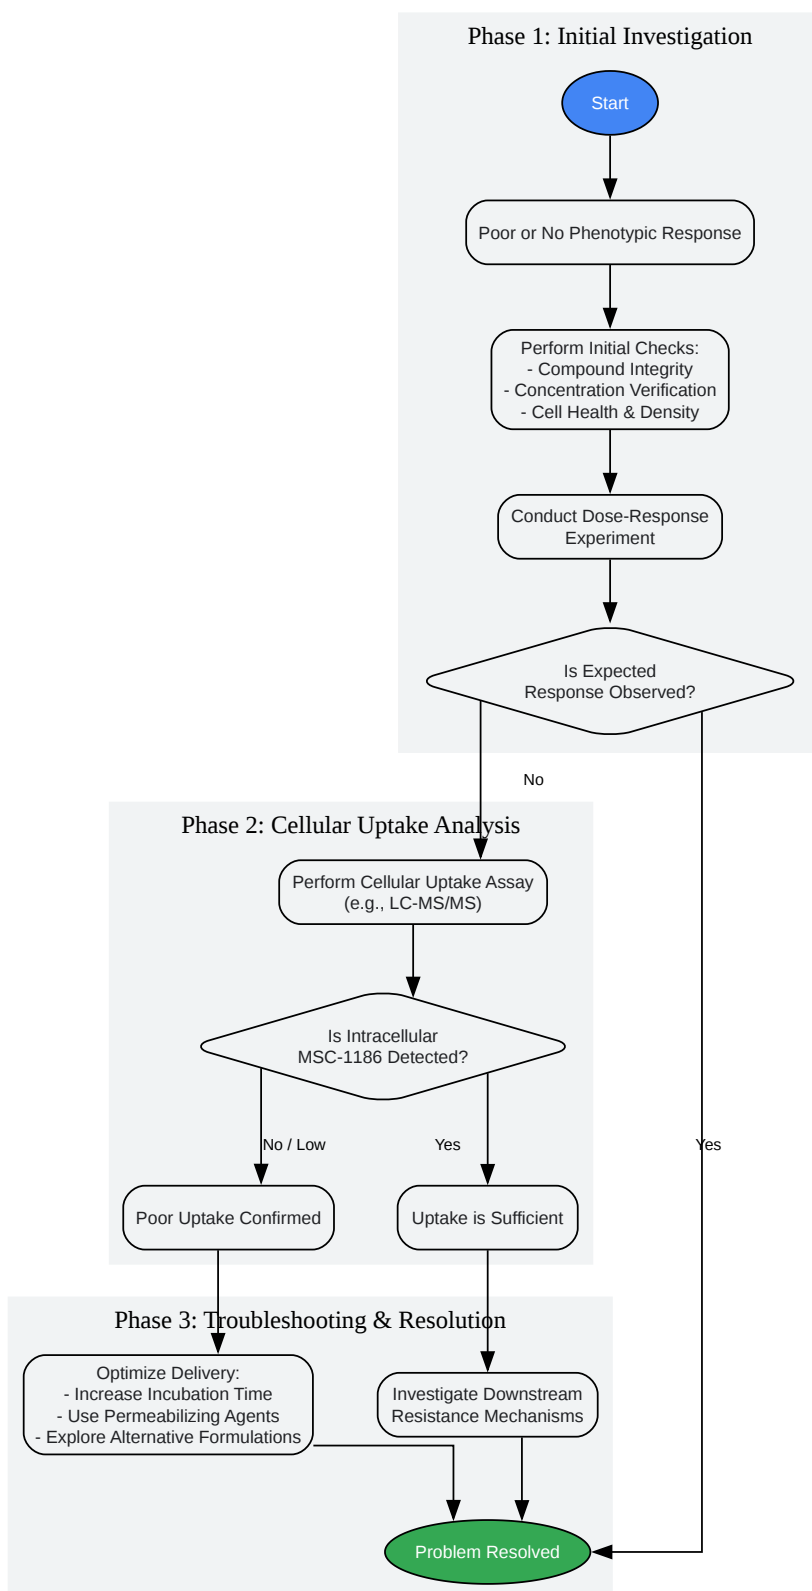 Phase 1: Initial Investigation
Start
Poor or No Phenotypic Response
Perform Initial Checks:
- Compound Integrity
- Concentration Verification
- Cell Health & Density
Conduct Dose-Response
Experiment
Is Expected
Response Observed?
No
Phase 2: Cellular Uptake Analysis
Perform Cellular Uptake Assay
(e.g., LC-MS/MS)
Is Intracellular
MSC-1186 Detected?
No / Low
Yes
Yes
Poor Uptake Confirmed
Uptake is Sufficient
Phase 3: Troubleshooting & Resolution
Optimize Delivery:
- Increase Incubation Time
- Use Permeabilizing Agents
- Explore Alternative Formulations
Investigate Downstream
Resistance Mechanisms
Problem Resolved